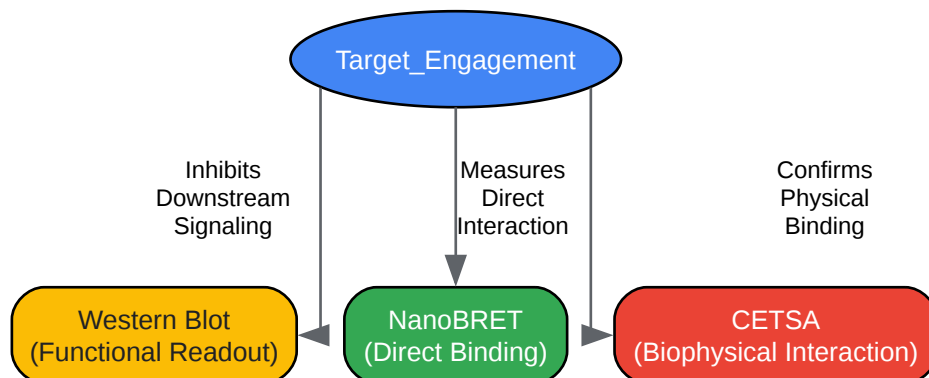 Target_Engagement
Inhibits
Downstream
Signaling
Measures
Direct
Interaction
Confirms
Physical
Binding
Western Blot
(Functional Readout)
NanoBRET
(Direct Binding)
CETSA
(Biophysical Interaction)